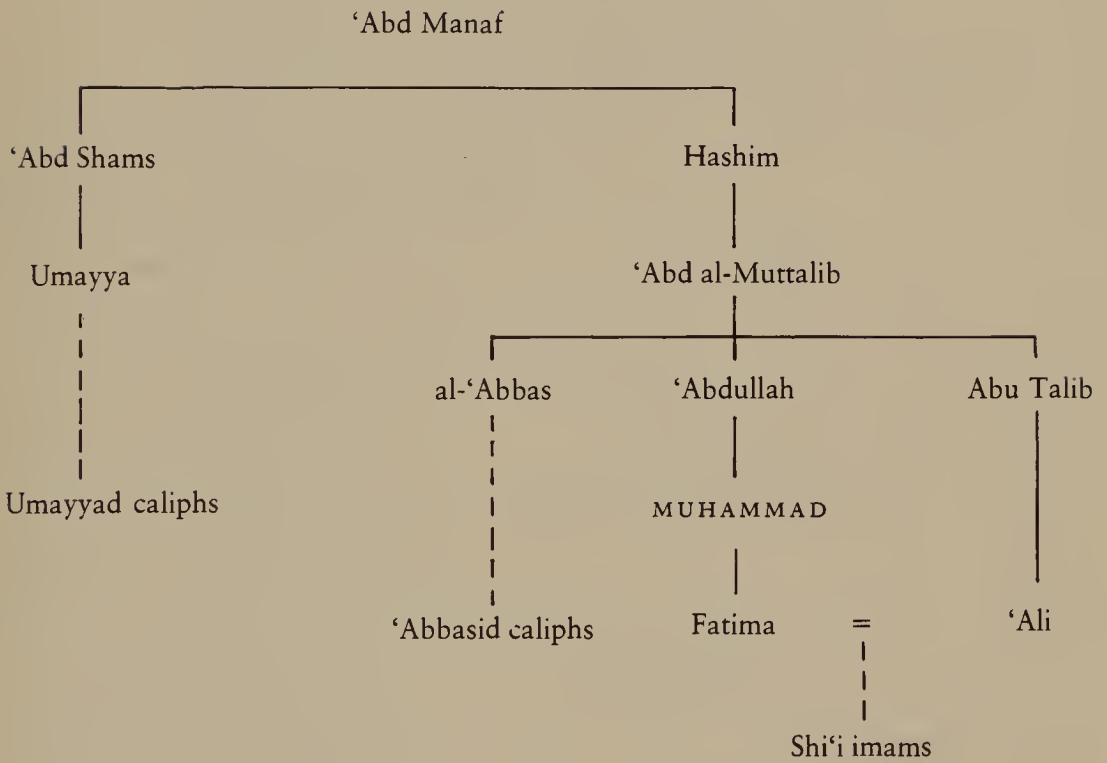 ‘Abd Manaf
‘Abd Shams
Hashim
Umayya
‘Abd al-Muttalib
al-‘Abbas
‘Abdullah
Abu Talib
Umayyad caliphs
MUHAMMAD
‘Abbasid caliphs
Fatima
=
‘Ali
Shi‘i imams